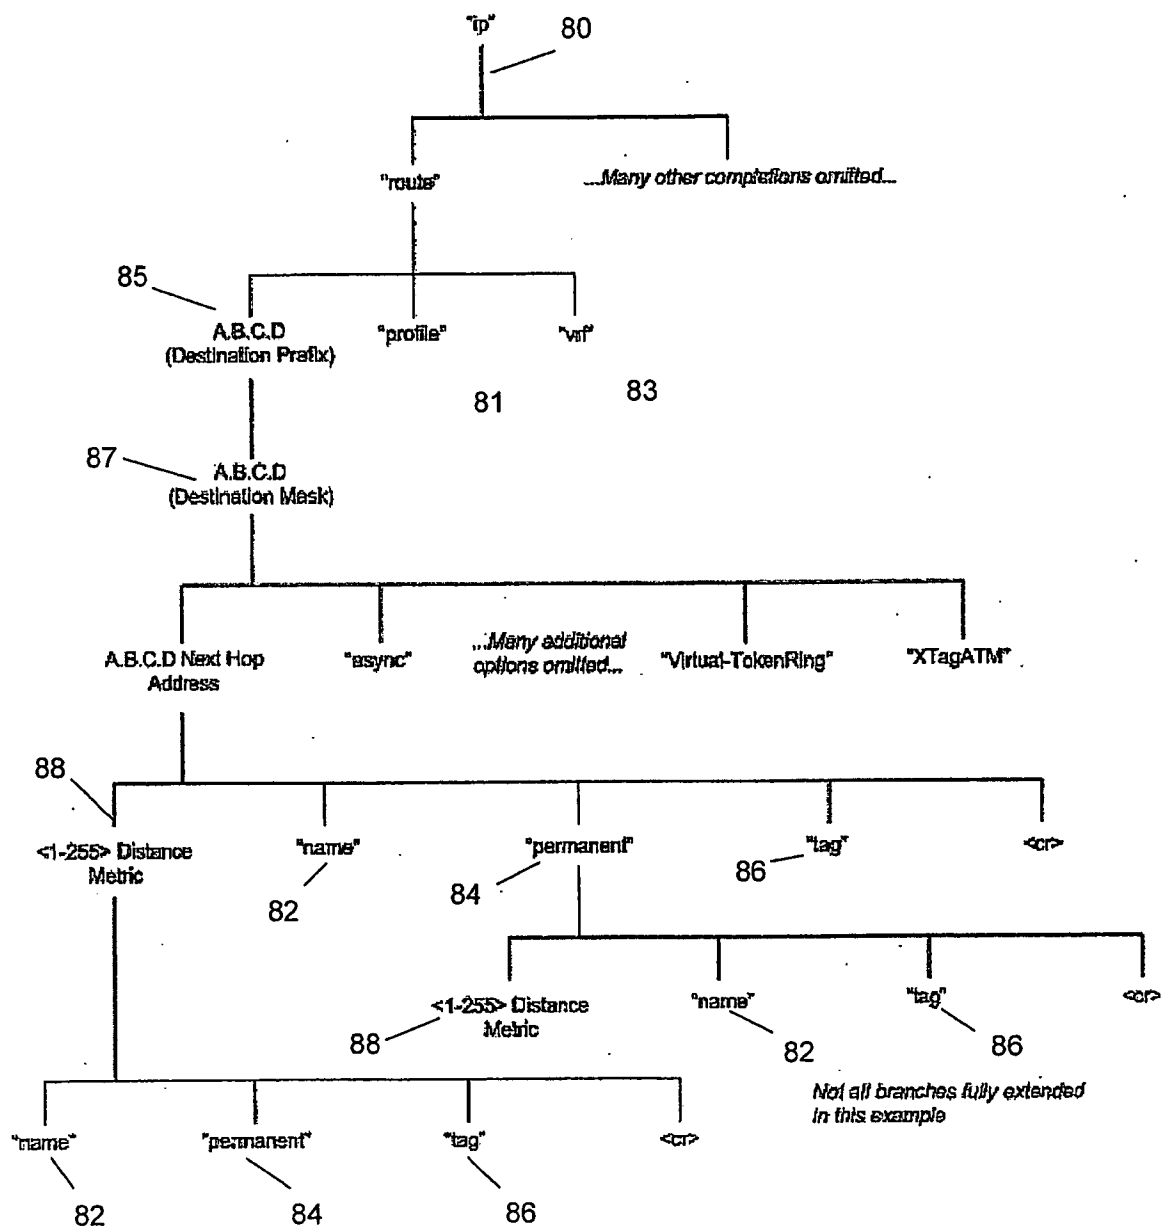 "ip"
80
"route"
...Many other completions omitted...
85
A.B.C.D
(Destination Prefix)
"profile"
"vrf"
81
83
87
A.B.C.D
(Destination Mask)
A.B.C.D Next Hop
Address
"async"
...Many additional
options omitted...
"Virtual-TokenRing"
"XTagATM"
88
<1-255> Distance
Metric
"name"
"permanent"
"tag"
<cr>
82
84
86
<1-255> Distance
Metric
"name"
"tag"
<cr>
88
82
86
Not all branches fully extended
in this example
"name"
"permanent"
"tag"
<cr>
82
84
86